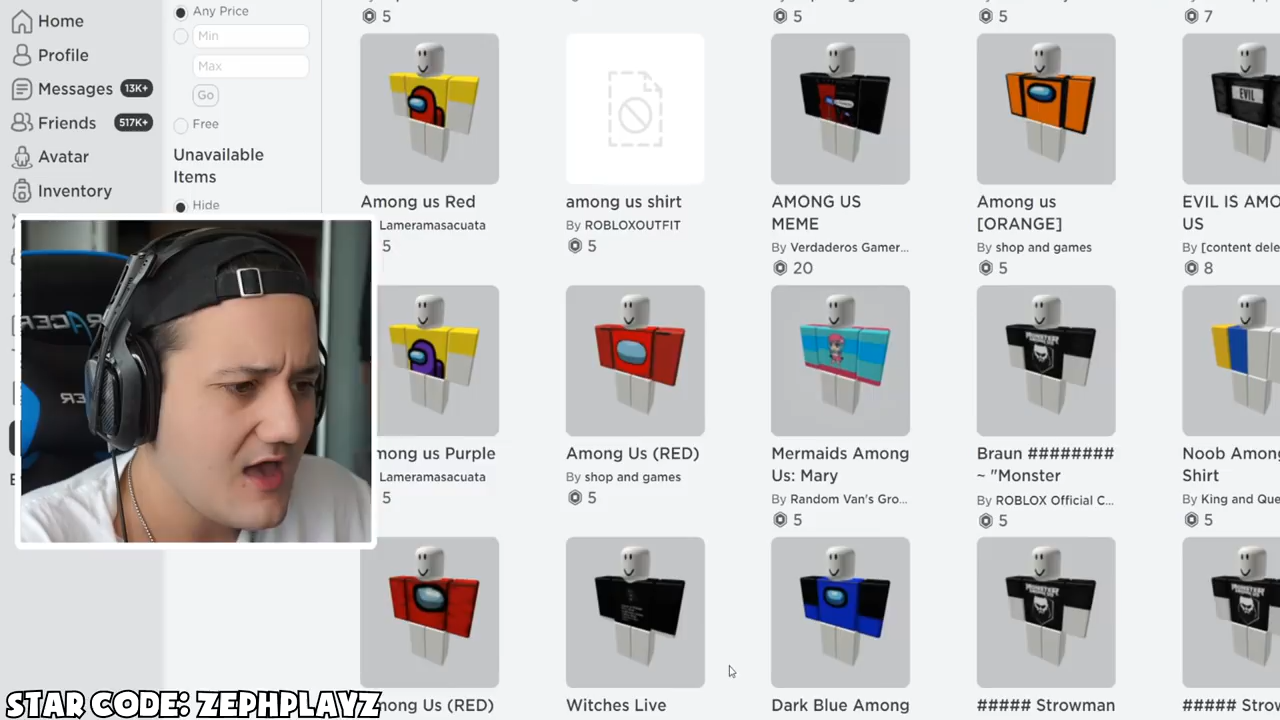 Home
Profile
Messages 13K+
Friends 517K+
Avatar
Inventory
Any Price
Min
Max
Go
Free
Unavailable
Items
Hide
5
5
5
7
Among us Red
Lameramasacuata
5
among us shirt
By ROBLOXOUTFIT
5
AMONG US
MEME
By Verdaderos Gamer...
20
Among us
[ORANGE]
By shop and games
5
EVIL
EVIL IS AMO
US
By [content dele
8
mong us Purple
Lameramasacuata
5
Among Us (RED)
By shop and games
5
Mermaids Among
Us: Mary
By Random Van's Gro...
5
MONSTER
Braun ########
~ "Monster
By ROBLOX Official C...
5
Noob Among
Shirt
By King and Que
5
mong Us (RED)
Witches Live
Dark Blue Among
MONSTER
##### Strowman
MONSTER
##### Strow
STAR CODE: ZEPHPLAYZ